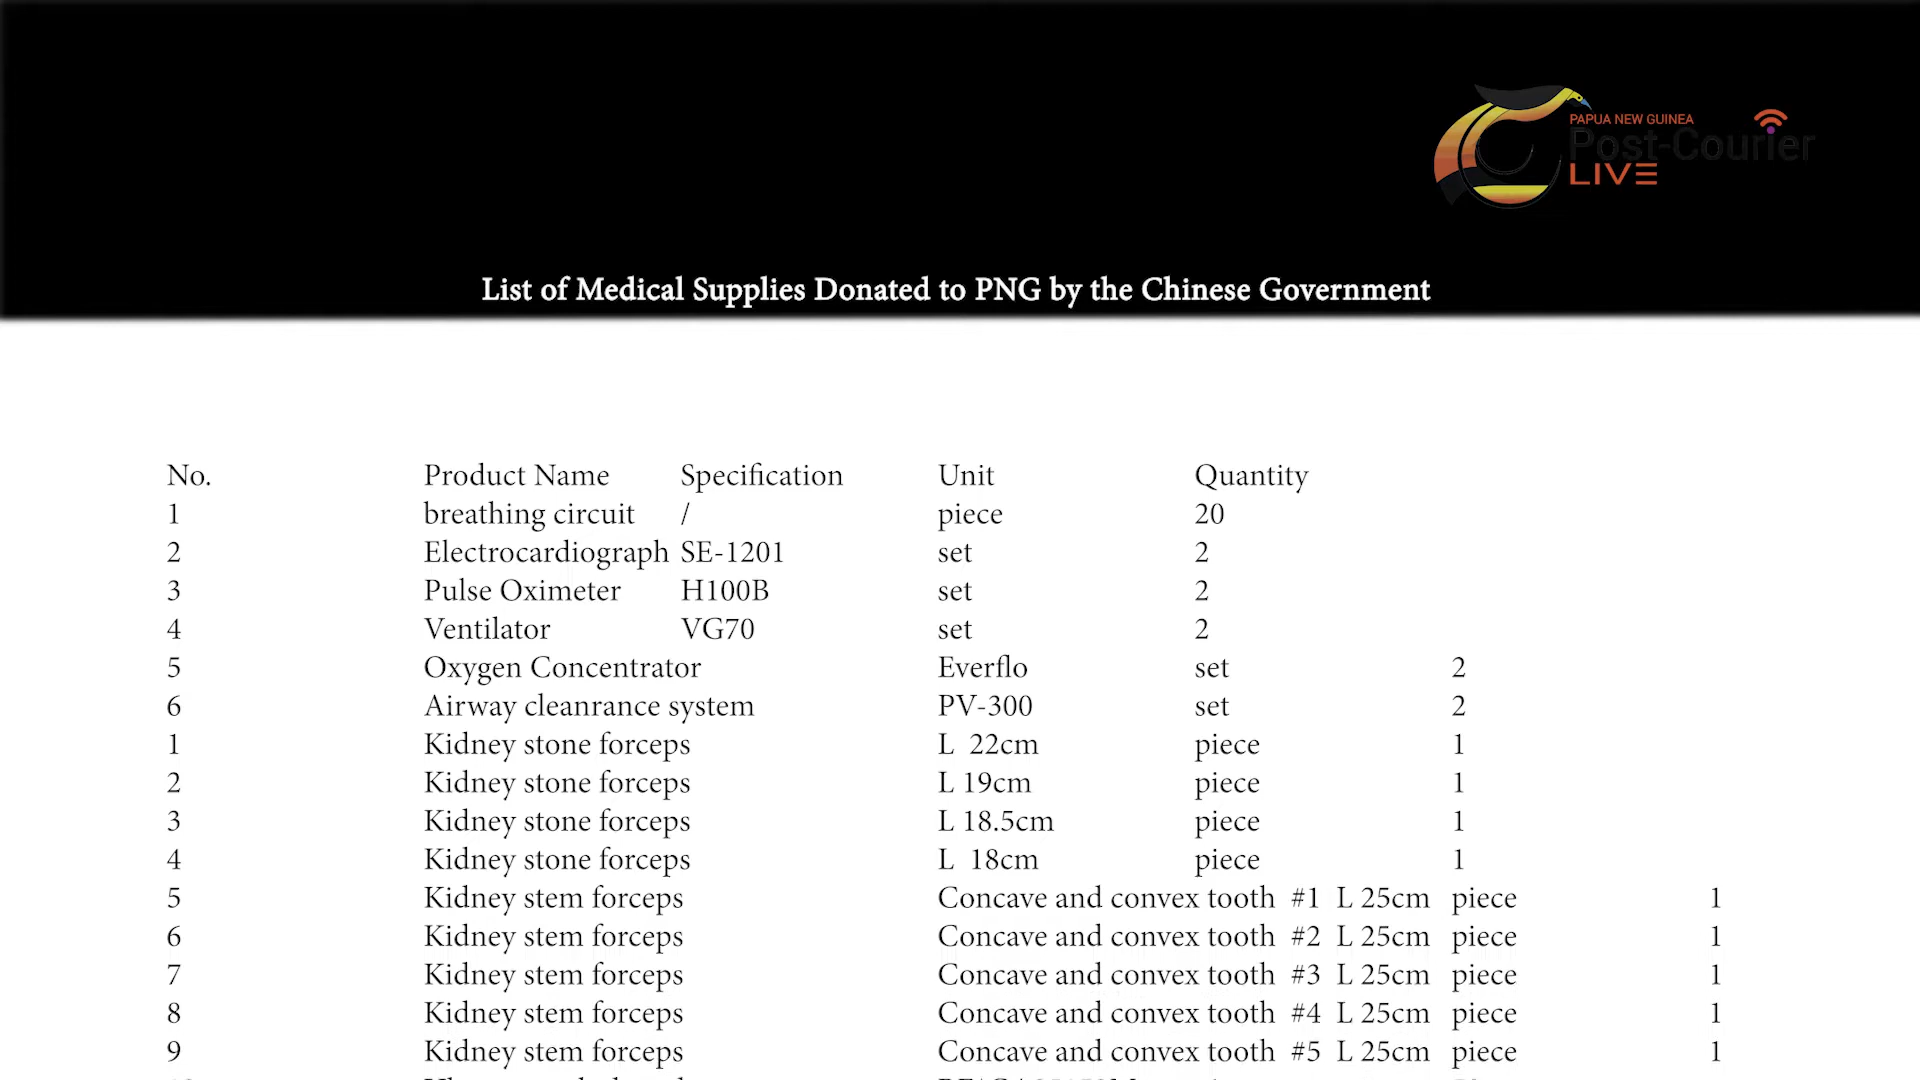 PAPUA NEW GUINEA
Post-Courier
LIVE
List of Medical Supplies Donated to PNG by the Chinese Government
No. Product Name Specification Unit Quantity
1 breathing circuit / piece 20
2 Electrocardiograph SE-1201 set 2
3 Pulse Oximeter H100B set 2
4 Ventilator VG70 set 2
5 Oxygen Concentrator Everflo set 2
6 Airway cleanrance system PV-300 set 2
1 Kidney stone forceps L 22cm piece 1
2 Kidney stone forceps L 19cm piece 1
3 Kidney stone forceps L 18.5cm piece 1
4 Kidney stone forceps L 18cm piece 1
5 Kidney stem forceps Concave and convex tooth #1 L 25cm piece 1
6 Kidney stem forceps Concave and convex tooth #2 L 25cm piece 1
7 Kidney stem forceps Concave and convex tooth #3 L 25cm piece 1
8 Kidney stem forceps Concave and convex tooth #4 L 25cm piece 1
9 Kidney stem forceps Concave and convex tooth #5 L 25cm piece 1